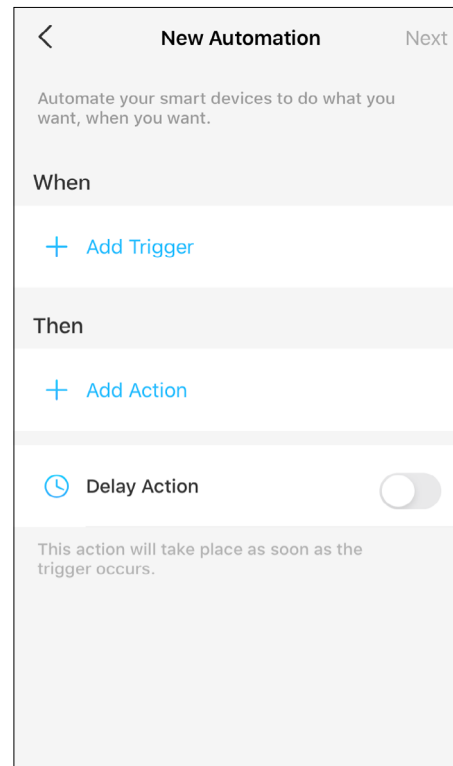 New Automation
Next
Automate your smart devices to do what you
want, when you want.
When
Add Trigger
Then
Add Action
Delay Action
This action will take place as soon as the
trigger occurs.